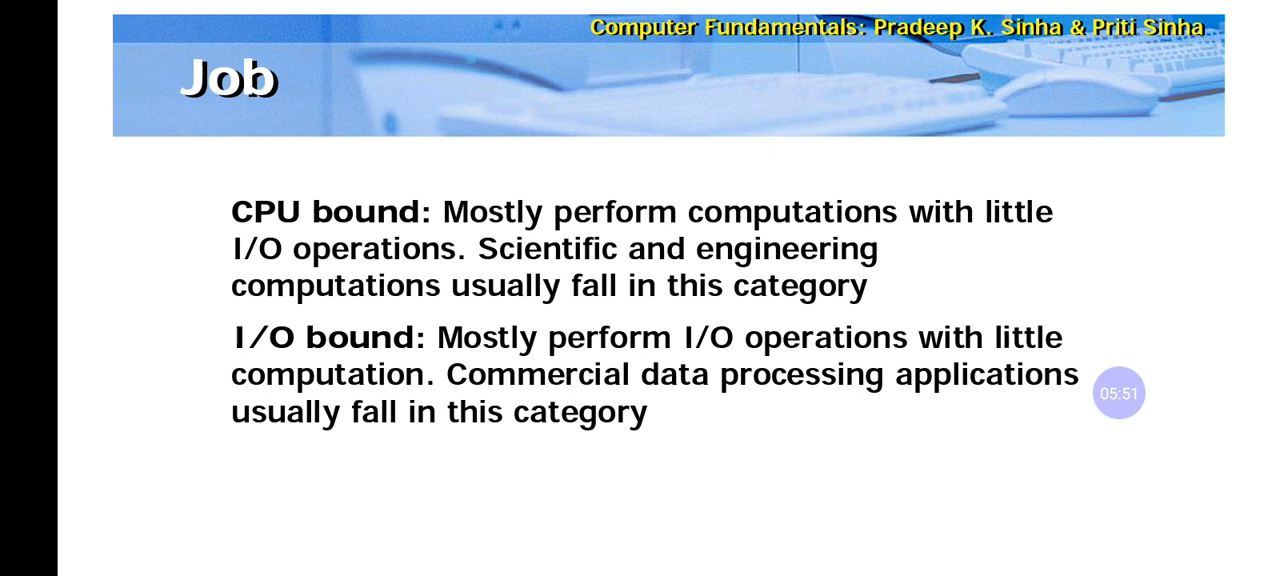 Computer Fundamentals: Pradeep K. Sinha & Priti Sinha
Job
CPU bound: Mostly perform computations with little
I/O operations. Scientific and engineering
computations usually fall in this category
I/O bound: Mostly perform I/O operations with little
computation. Commercial data processing applications
usually fall in this category
05:51